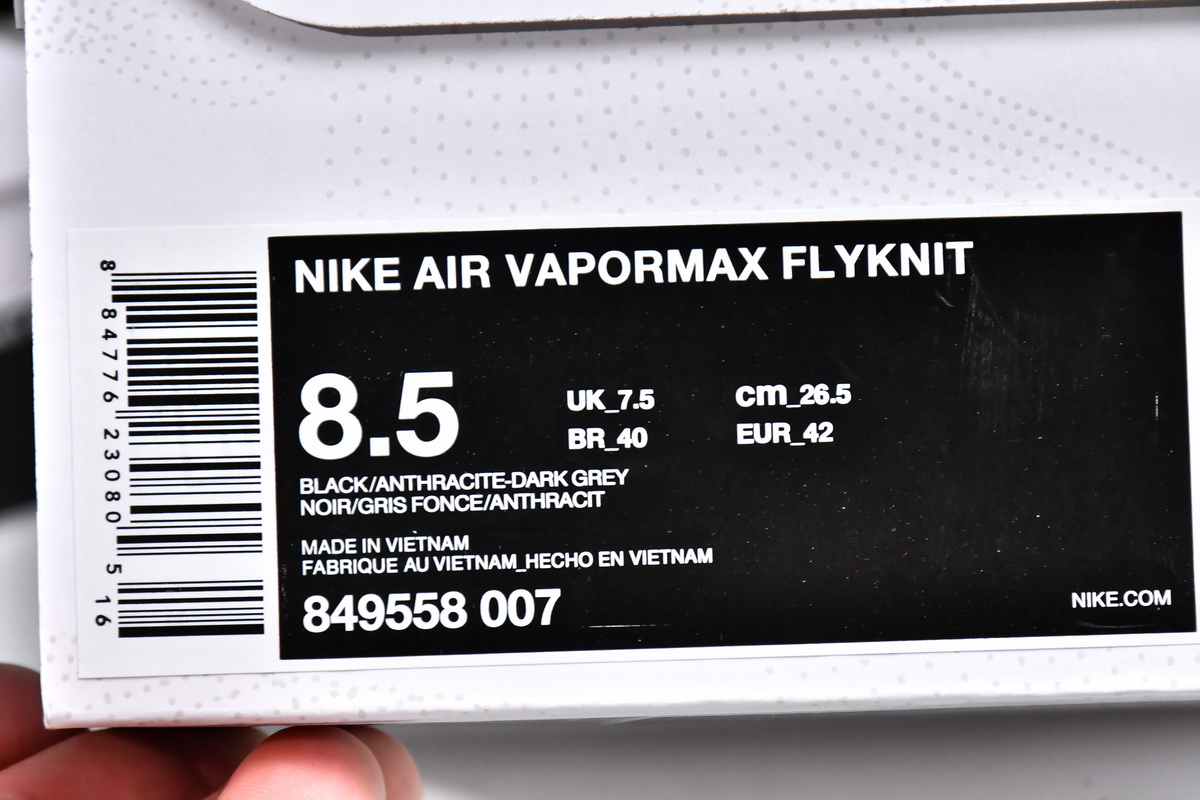 NIKE AIR VAPORMAX FLYKNIT
8.5
UK_7.5
cm_26.5
BR_40
EUR_42
BLACK/ANTHRACITE-DARK GREY
NOIR/GRIS FONCE/ANTHRACIT
MADE IN VIETNAM
FABRIQUE AU VIETNAM_HECHO EN VIETNAM
849558 007
NIKE.COM
8 84776 23080 5 16